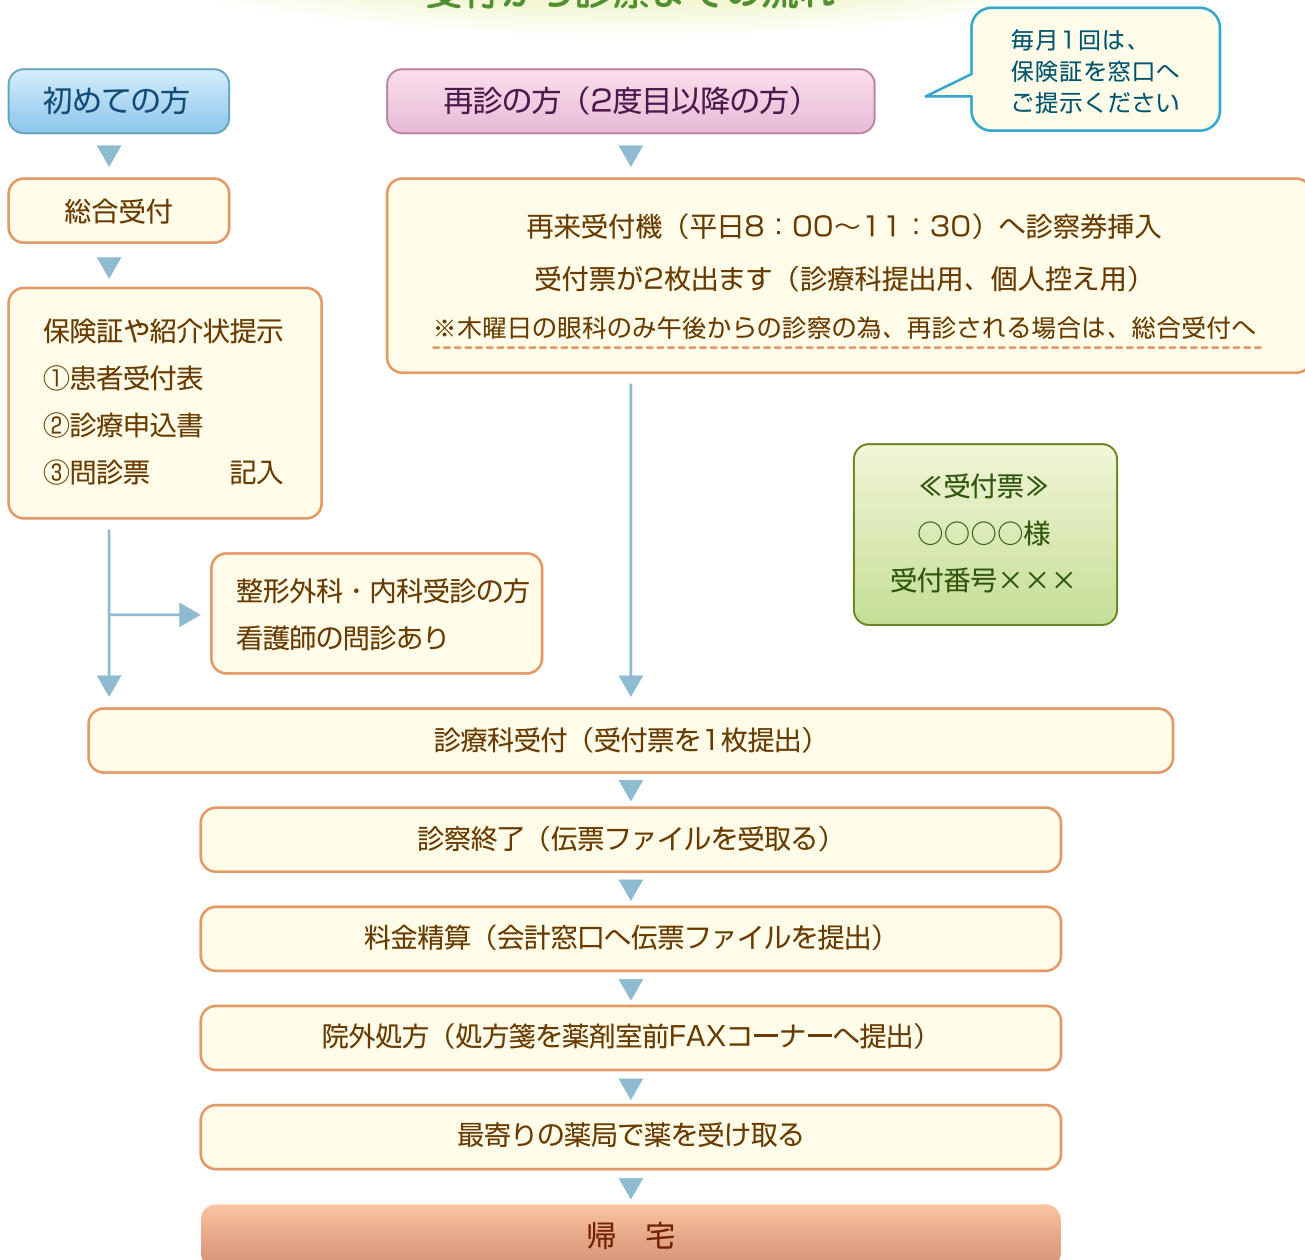 受付から診療までの流れ
毎月1回は、
保険証を窓口へ
ご提示ください
初めての方
再診の方（2度目以降の方）
総合受付
再来受付機（平日8：00～11：30）へ診察券挿入
受付票が2枚出ます（診療科提出用、個人控え用）
※木曜日の眼科のみ午後からの診察の為、再診される場合は、総合受付へ
保険証や紹介状提示
①患者受付表
②診療申込書
③問診票　　　記入
≪受付票≫
○○○○様
受付番号×××
整形外科・内科受診の方
看護師の問診あり
診療科受付（受付票を1枚提出）
診察終了（伝票ファイルを受取る）
料金精算（会計窓口へ伝票ファイルを提出）
院外処方（処方箋を薬剤室前FAXコーナーへ提出）
最寄りの薬局で薬を受け取る
帰　宅